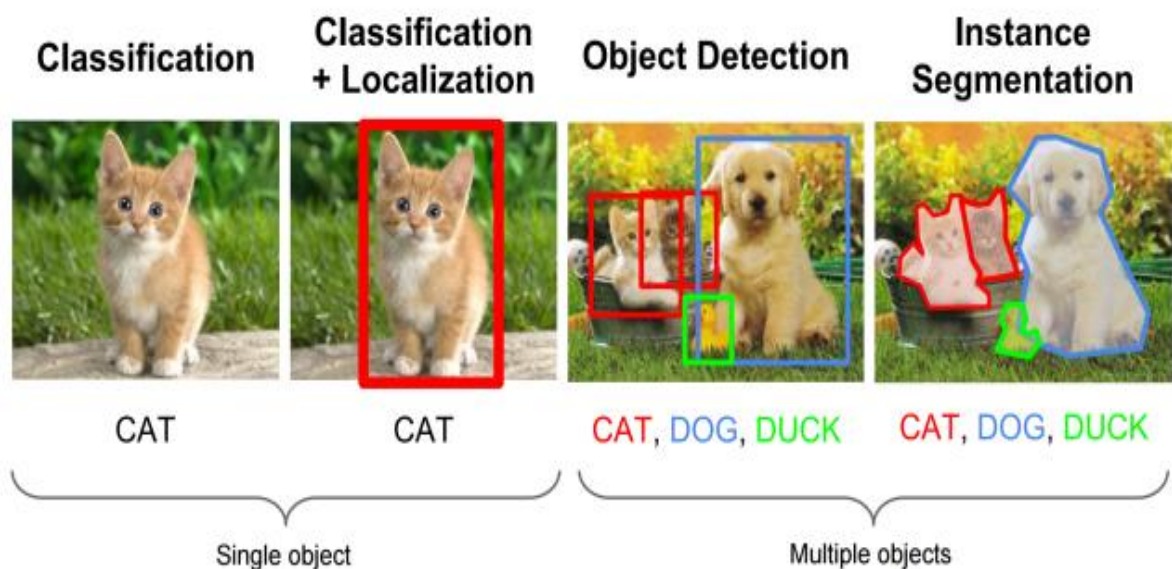 Classification
Classification
+ Localization
Object Detection
Instance
Segmentation
CAT
CAT
CAT, DOG, DUCK
CAT, DOG, DUCK
Single object
Multiple objects